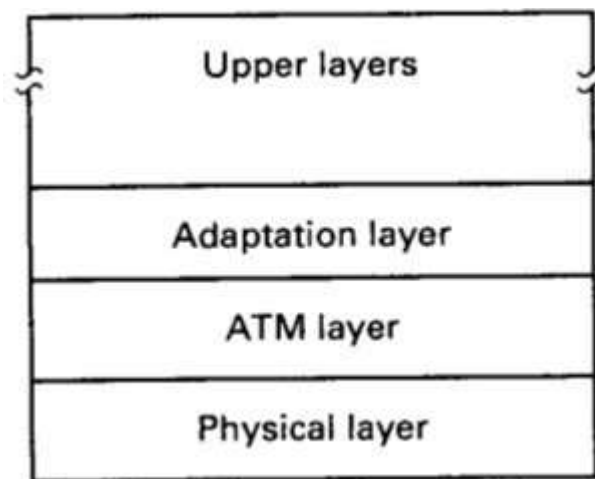 Upper layers
Adaptation layer
ATM layer
Physical layer